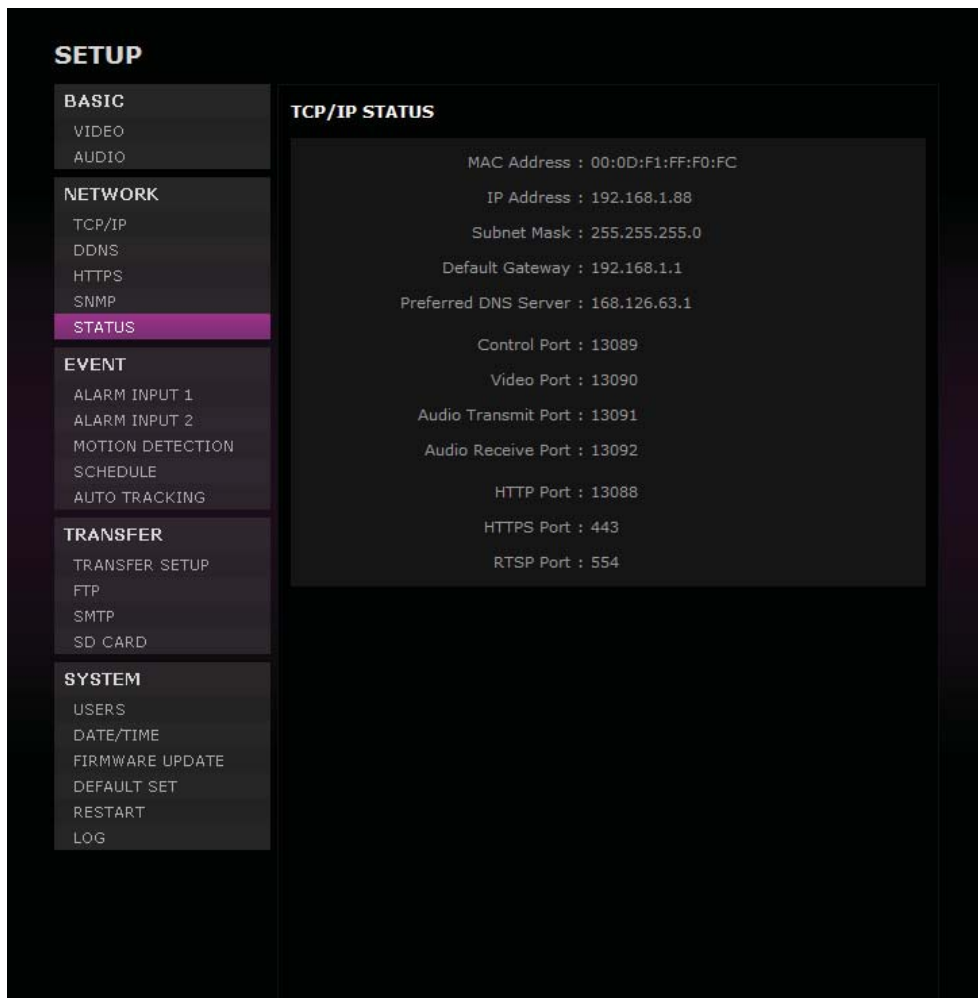 SETUP
BASIC
VIDEO
AUDIO
NETWORK
TCP/IP
DDNS
HTTPS
SNMP
STATUS
EVENT
ALARM INPUT 1
ALARM INPUT 2
MOTION DETECTION
SCHEDULE
AUTO TRACKING
TRANSFER
TRANSFER SETUP
FTP
SMTP
SD CARD
SYSTEM
USERS
DATE/TIME
FIRMWARE UPDATE
DEFAULT SET
RESTART
LOG
TCP/IP STATUS
MAC Address : 00:0D:F1:FF:F0:FC
IP Address : 192.168.1.88
Subnet Mask : 255.255.255.0
Default Gateway : 192.168.1.1
Preferred DNS Server : 168.126.63.1
Control Port : 13089
Video Port : 13090
Audio Transmit Port : 13091
Audio Receive Port : 13092
HTTP Port : 13088
HTTPS Port : 443
RTSP Port : 554